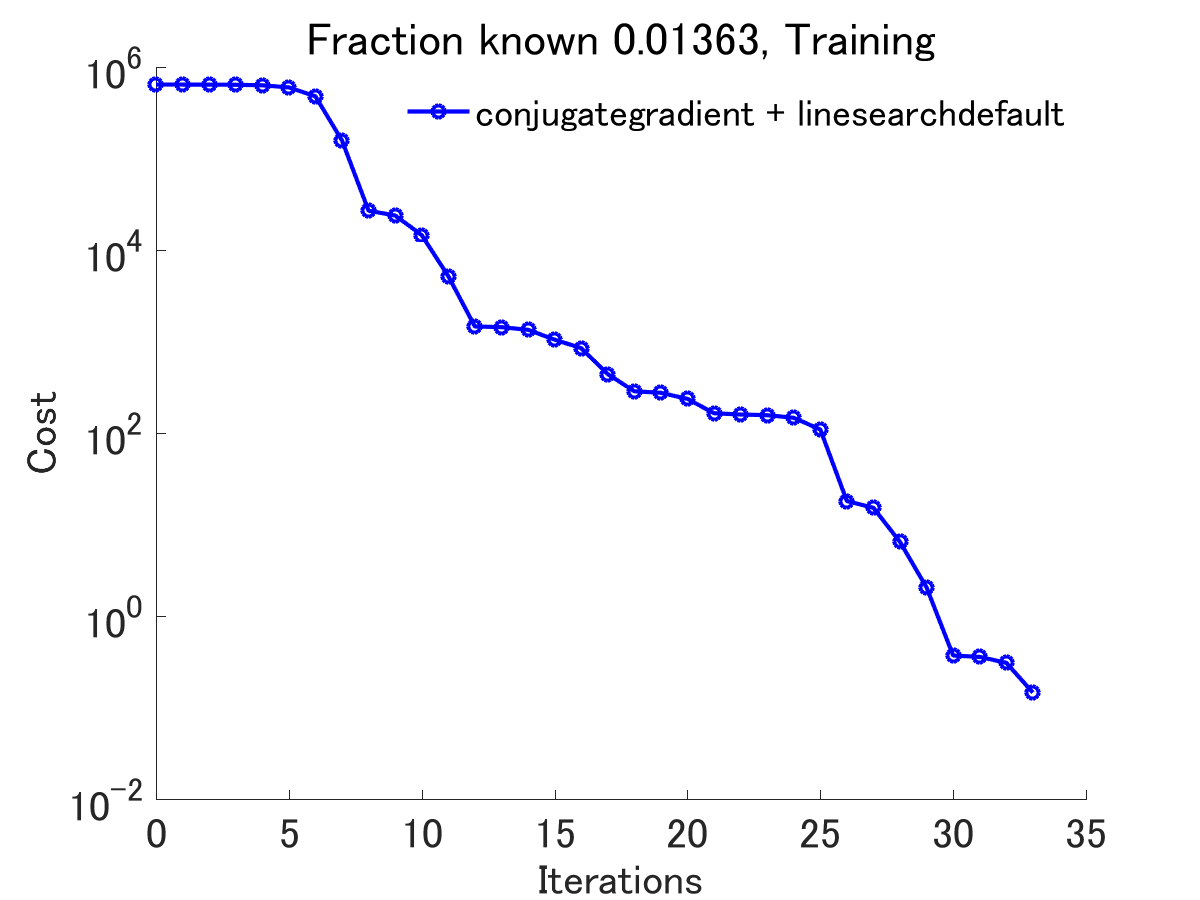 Fraction known 0.01363, Training
conjugategradient + linesearchdefault
10^6
10^4
10^2
10^0
10^-2
Cost
0 5 10 15 20 25 30 35
Iterations